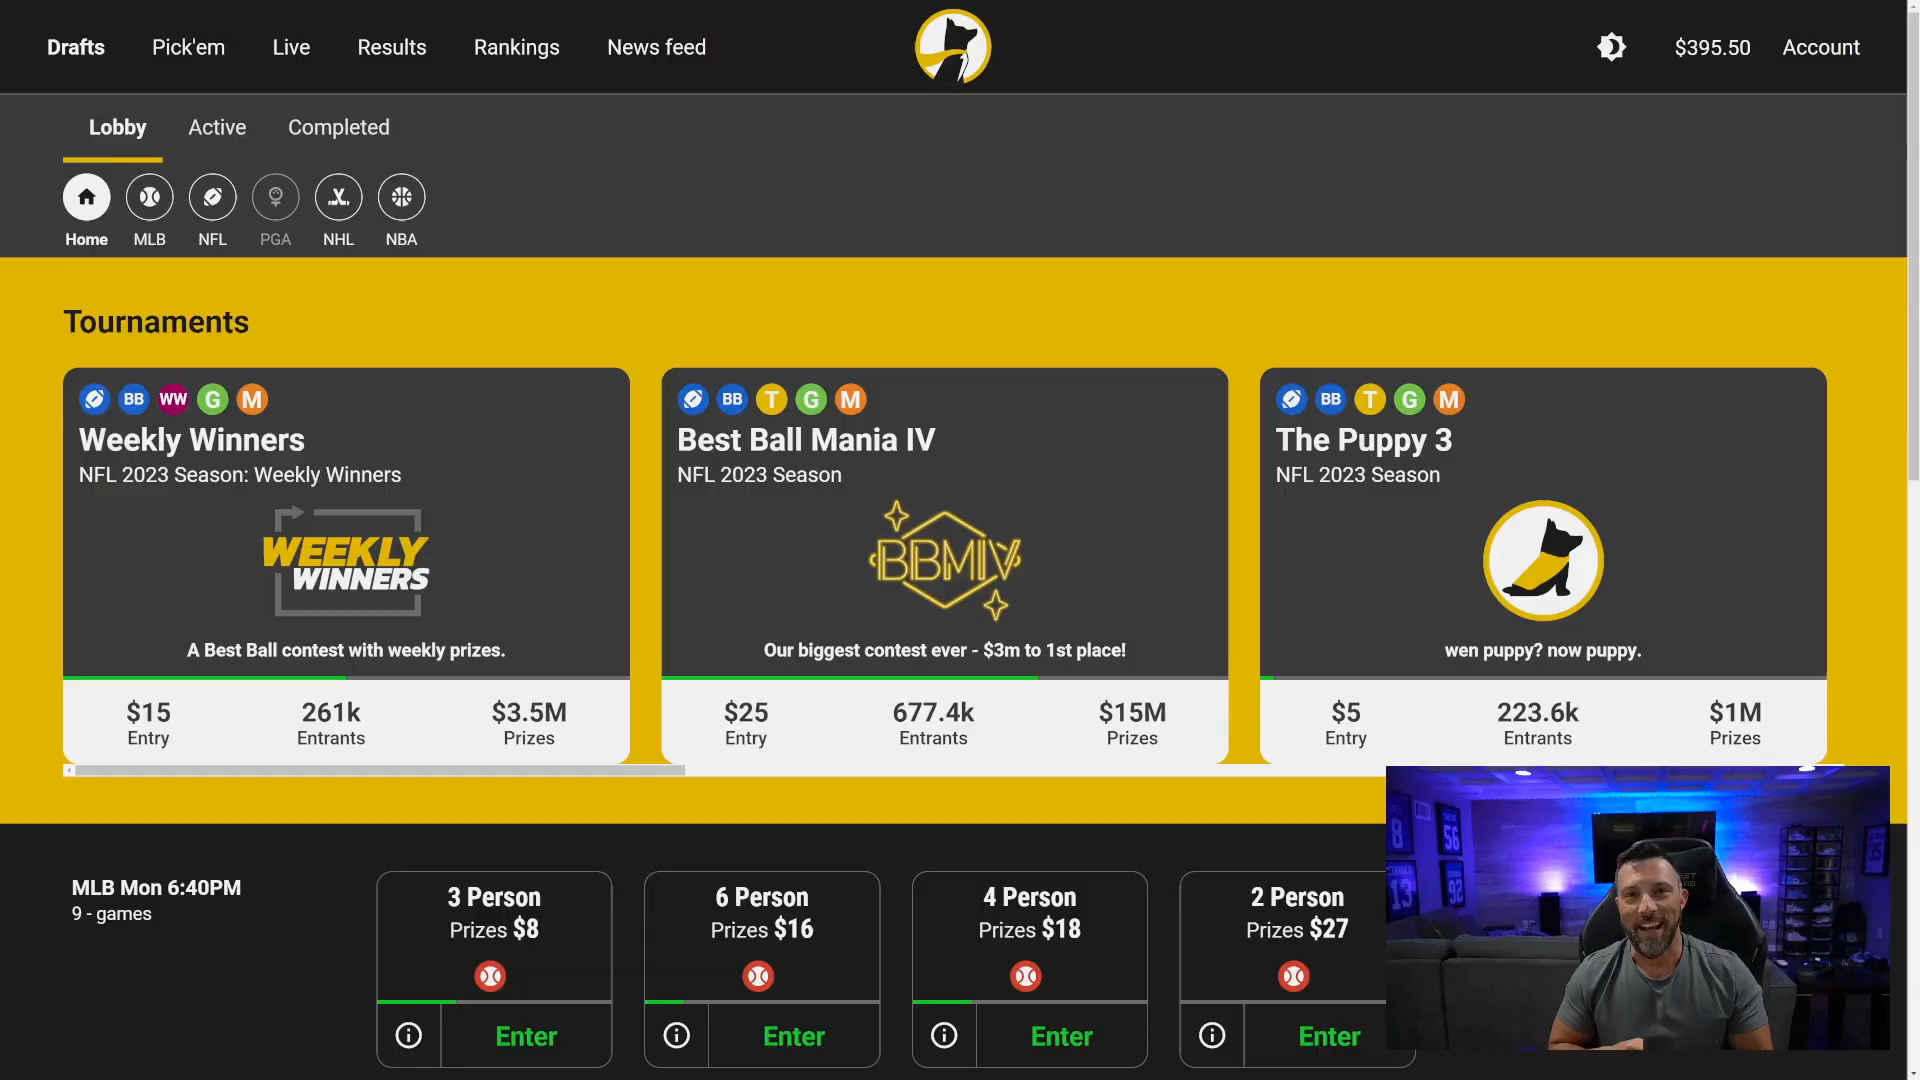 Drafts Pick'em Live Results Rankings News feed $395.50 Account
Lobby Active Completed
Home MLB NFL PGA NHL NBA
Tournaments
BB WW G M
Weekly Winners
NFL 2023 Season: Weekly Winners
WEEKLY
WINNERS
A Best Ball contest with weekly prizes.
$15 261k $3.5M
Entry Entrants Prizes
BB T G M
Best Ball Mania IV
NFL 2023 Season
BBMIV
Our biggest contest ever - $3m to 1st place!
$25 677.4k $15M
Entry Entrants Prizes
BB T G M
The Puppy 3
NFL 2023 Season
wen puppy? now puppy.
$5 223.6k $1M
Entry Entrants Prizes
MLB Mon 6:40PM
9 - games
3 Person
Prizes $8
Enter
6 Person
Prizes $16
Enter
4 Person
Prizes $18
Enter
2 Person
Prizes $27
Enter
8
56
13
92
35